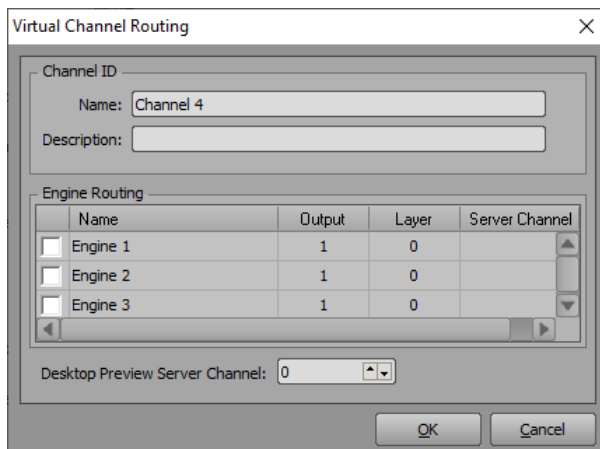 Virtual Channel Routing
Channel ID
Name: Channel 4
Description:
Engine Routing
Name Output Layer Server Channel
Engine 1 1 0
Engine 2 1 0
Engine 3 1 0
Desktop Preview Server Channel: 0
OK Cancel